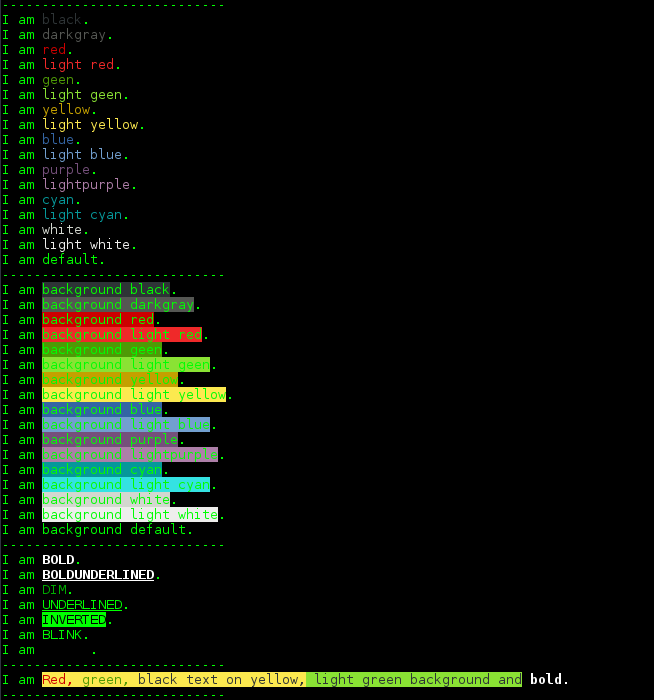 ----------------------------
I am black.
I am darkgray.
I am red.
I am light red.
I am geen.
I am light geen.
I am yellow.
I am light yellow.
I am blue.
I am light blue.
I am purple.
I am lightpurple.
I am cyan.
I am light cyan.
I am white.
I am light white.
I am default.
----------------------------
I am background black.
I am background darkgray.
I am background red.
I am background light red.
I am background geen.
I am background light geen.
I am background yellow.
I am background light yellow.
I am background blue.
I am background light blue.
I am background purple.
I am background lightpurple.
I am background cyan.
I am background light cyan.
I am background white.
I am background light white.
I am background default.
----------------------------
I am BOLD.
I am BOLDUNDERLINED.
I am DIM.
I am UNDERLINED.
I am INVERTED.
I am BLINK.
I am       .
----------------------------
I am Red, green, black text on yellow, light green background and bold.
----------------------------